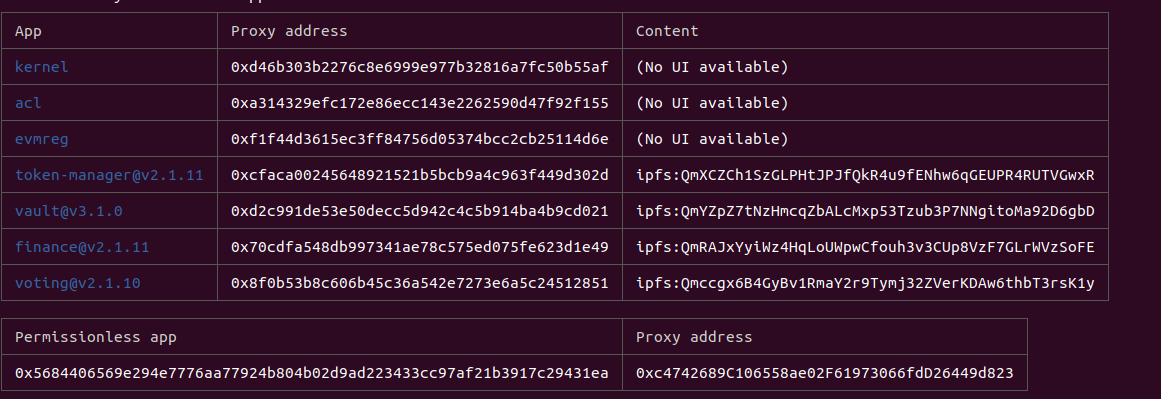 App Proxy address Content
kernel 0xd46b303b2276c8e6999e977b32816a7fc50b55af (No UI available)
acl 0xa314329efc172e86ecc143e2262590d47f92f155 (No UI available)
evmreg 0xf1f44d3615ec3ff84756d05374bcc2cb25114d6e (No UI available)
token-manager@v2.1.11 0xcfaca00245648921521b5bcb9a4c963f449d302d ipfs:QmXCZCh1SzGLPHtJPJfQkR4u9fENhw6qGEUPR4RUTVGwxR
vault@v3.1.0 0xd2c991de53e50decc5d942c4c5b914ba4b9cd021 ipfs:QmYZpZ7tNzHmcqZbALcMxp53Tzub3P7NNgitoMa92D6gbD
finance@v2.1.11 0x70cdfa548db997341ae78c575ed075fe623d1e49 ipfs:QmRAJxYyiWz4HqLoUWpwCfouh3v3CUp8VzF7GLrWVzSoFE
voting@v2.1.10 0x8f0b53b8c606b45c36a542e7273e6a5c24512851 ipfs:Qmccgx6B4GyBv1RmaY2r9Tymj32ZVerKDAw6thbT3rsK1y
Permissionless app Proxy address
0x5684406569e294e7776aa77924b804b02d9ad223433cc97af21b3917c29431ea 0xc4742689C106558ae02F61973066fdD26449d823